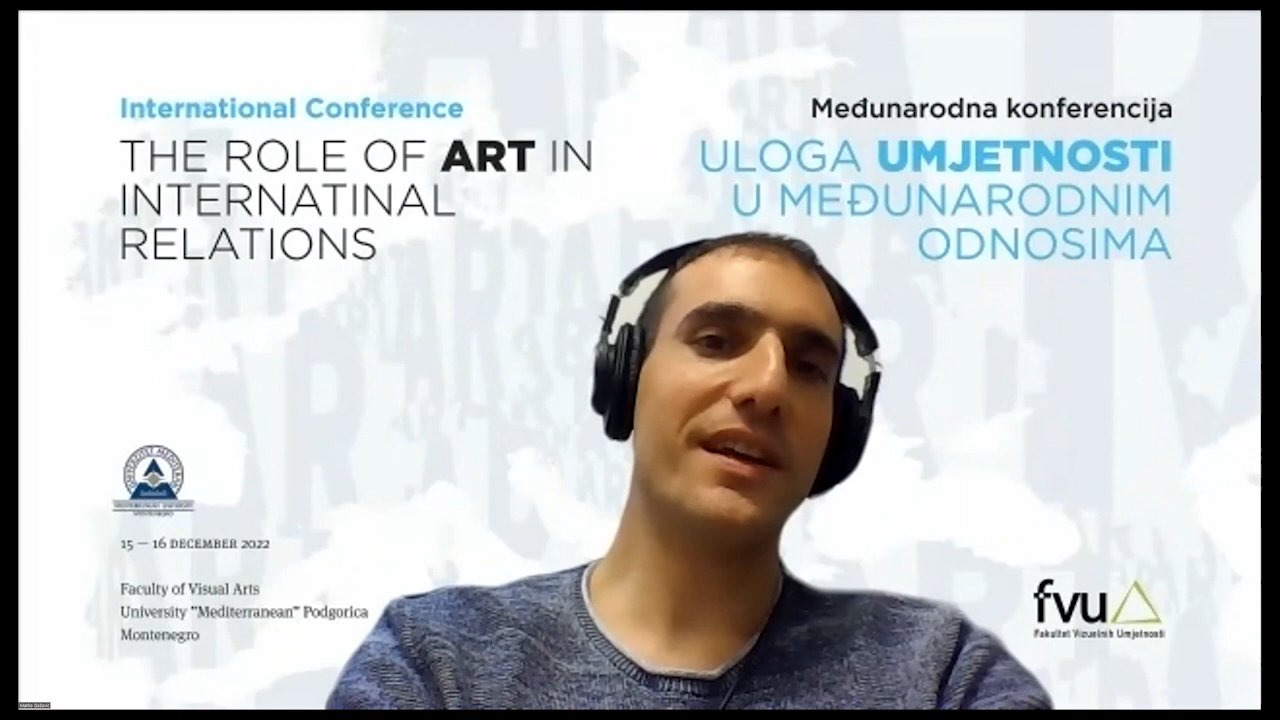 International Conference
THE ROLE OF ART IN
INTERNATINAL
RELATIONS
Međunarodna konferencija
ULOGA UMJETNOSTI
U MEĐUNARODNIM
ODNOSIMA
15 — 16 DECEMBER 2022
Faculty of Visual Arts
University "Mediterranean" Podgorica
Montenegro
fvu
Fakultet Vizuelnih Umjetnosti